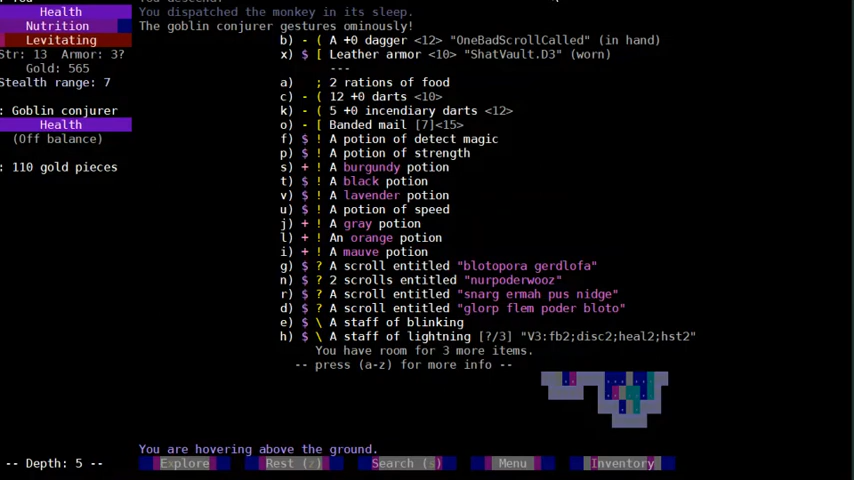 You dispatched the monkey in its sleep.
Health
The goblin conjurer gestures ominously!
Nutrition
b) - ( A +0 dagger <12> "OneBadScrollCalled" (in hand)
Levitating
x) $ [ Leather armor <10> "ShatVault.D3" (worn)
Str: 13 Armor: 3?
---
Gold: 565
Stealth range: 7
a) ; 2 rations of food
c) - ( 12 +0 darts <10>
: Goblin conjurer
k) - ( 5 +0 incendiary darts <12>
Health
o) - [ Banded mail [7]<15>
(Off balance)
f) $ ! A potion of detect magic
p) $ ! A potion of strength
: 110 gold pieces
s) + ! A burgundy potion
t) $ ! A black potion
v) $ ! A lavender potion
u) $ ! A potion of speed
j) + ! A gray potion
l) + ! An orange potion
i) + ! A mauve potion
g) $ ? A scroll entitled "blotopora gerdlofa"
n) $ ? 2 scrolls entitled "nurpoderwooz"
r) $ ? A scroll entitled "snarg ermah pus nidge"
d) $ ? A scroll entitled "glorp flem poder bloto"
e) $ \ A staff of blinking
h) $ \ A staff of lightning [?/3] "V3:fb2;disc2;heal2;hst2"
You have room for 3 more items.
-- press (a-z) for more info --
You are hovering above the ground.
-- Depth: 5 --
Explore
Rest (z)
Search (s)
Menu
Inventory